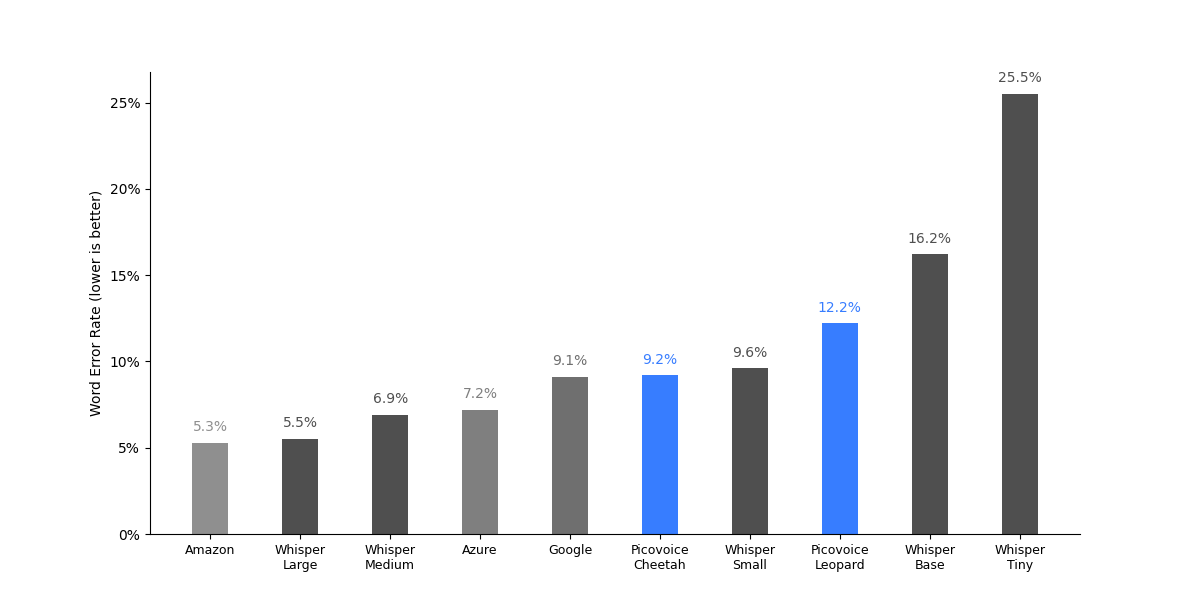 25.5%
25%
20%
16.2%
15%
12.2%
10%
9.1%
9.2%
9.6%
7.2%
6.9%
5.5%
5.3%
5%
0%
Word Error Rate (lower is better)
Amazon
Whisper
Large
Whisper
Medium
Azure
Google
Picovoice
Cheetah
Whisper
Small
Picovoice
Leopard
Whisper
Base
Whisper
Tiny